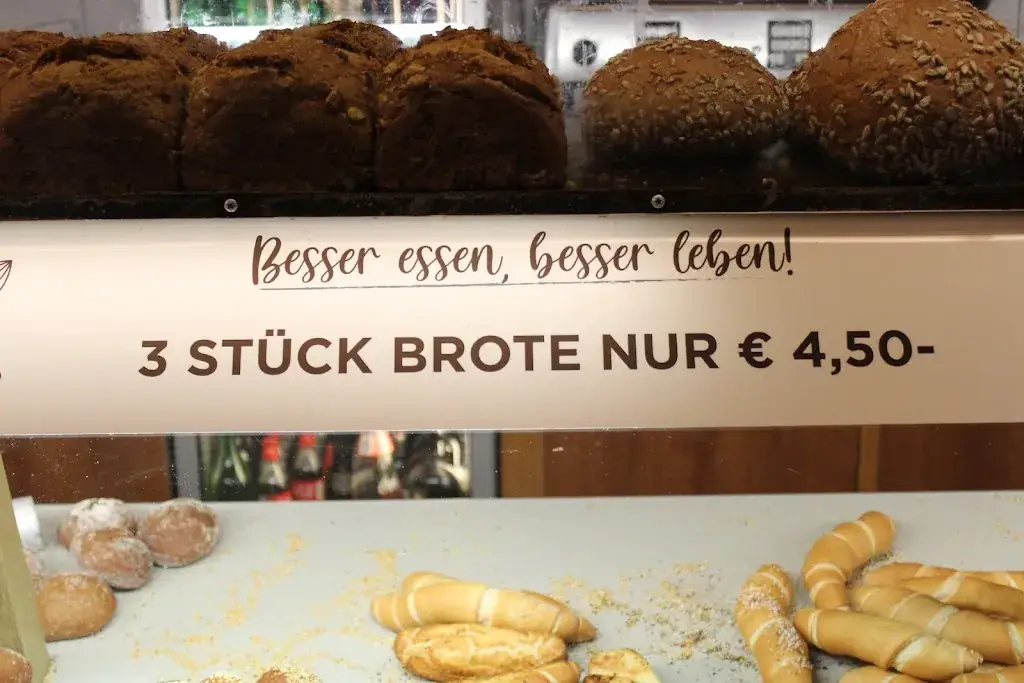 Besser essen, besser leben!
3 STÜCK BROTE NUR € 4,50-